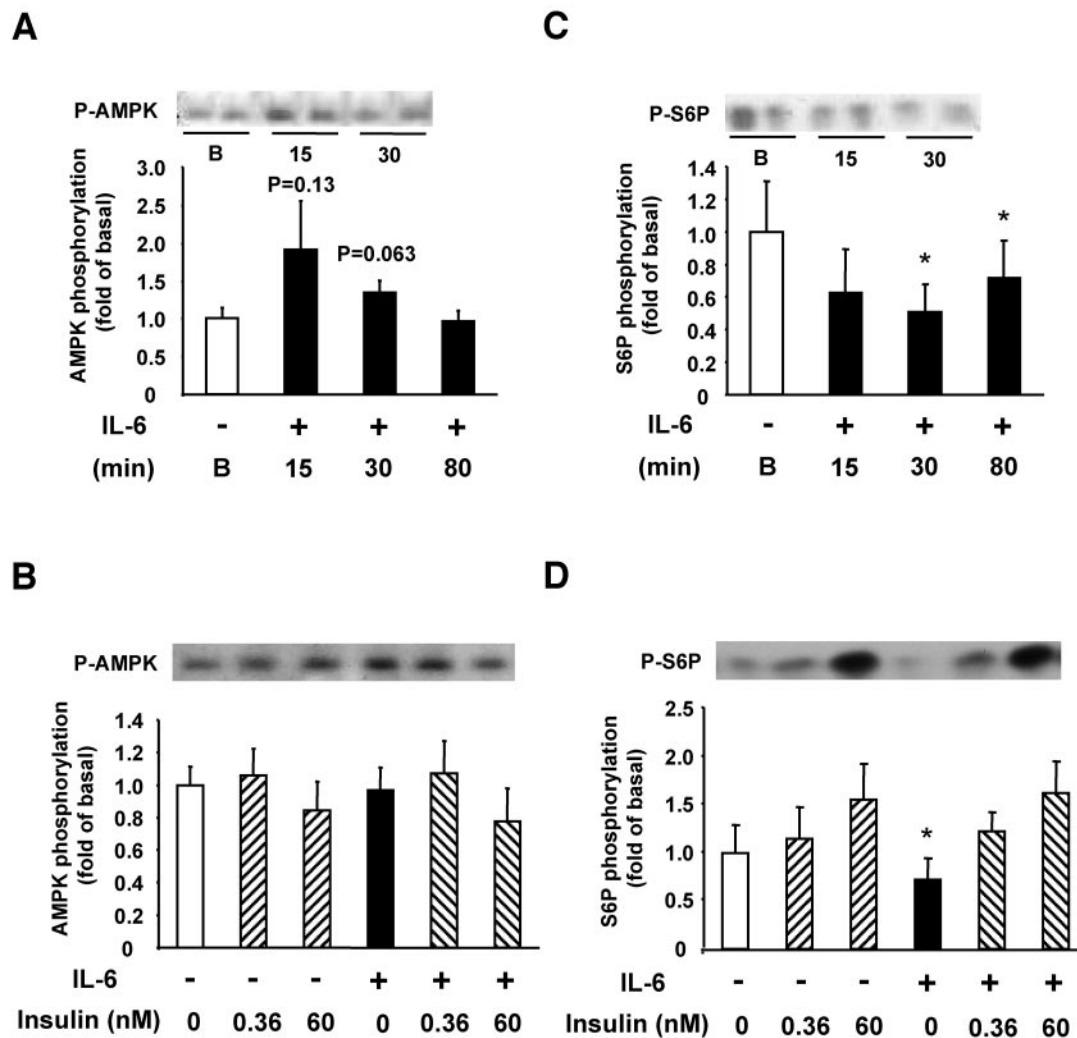 A
P-AMPK
B 15 30
AMPK phosphorylation
(fold of basal)
3.0
2.5
2.0
1.5
1.0
0.5
0
P=0.13
P=0.063
IL-6 - + + +
(min) B 15 30 80
C
P-S6P
B 15 30
S6P phosphorylation
(fold of basal)
1.4
1.2
1.0
0.8
0.6
0.4
0.2
0
* *
IL-6 - + + +
(min) B 15 30 80
B
P-AMPK
AMPK phosphorylation
(fold of basal)
1.4
1.2
1.0
0.8
0.6
0.4
0.2
0
IL-6 - - - + + +
Insulin (nM) 0 0.36 60 0 0.36 60
D
P-S6P
S6P phosphorylation
(fold of basal)
2.5
2.0
1.5
1.0
0.5
0
*
IL-6 - - - + + +
Insulin (nM) 0 0.36 60 0 0.36 60